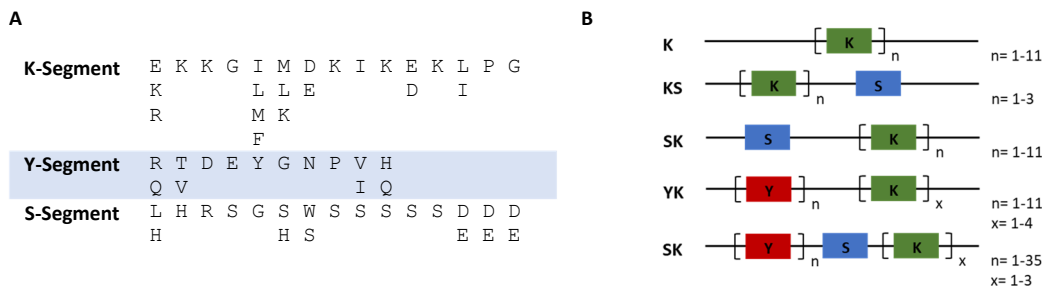 A
K-Segment E K K G I M D K I K E K L P G
K L L E D I
R M K
F
Y-Segment R T D E Y G N P V H
Q V I Q
S-Segment L H R S G S W S S S S S D D D
H H S E E E
B
K [ K ] n n= 1-11
KS [ K ] n S n= 1-3
SK S [ K ] n n= 1-11
YK [ Y ] n [ K ] x n= 1-11
x= 1-4
SK [ Y ] n S [ K ] x n= 1-35
x= 1-3